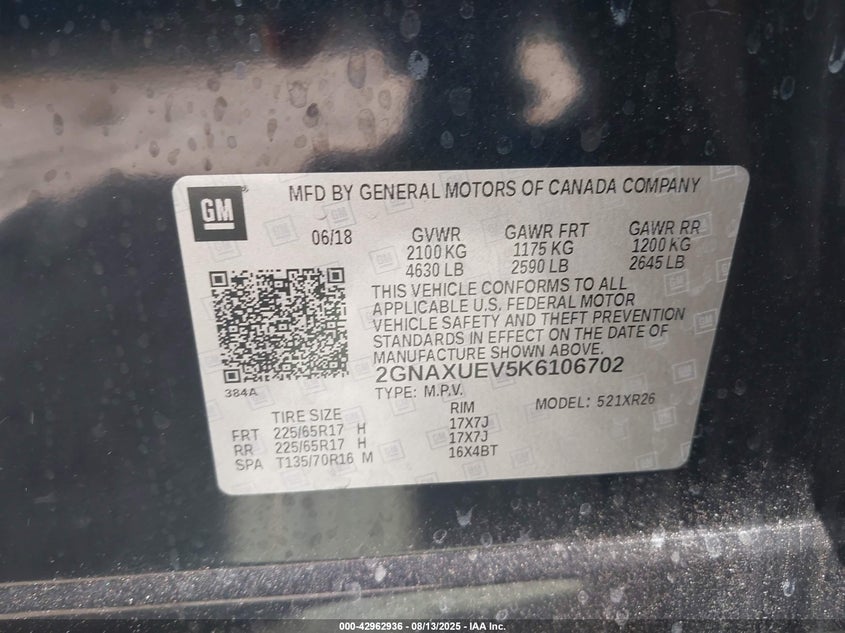 GM
MFD BY GENERAL MOTORS OF CANADA COMPANY
06/18 GVWR GAWR FRT GAWR RR
2100 KG 1175 KG 1200 KG
4630 LB 2590 LB 2645 LB
THIS VEHICLE CONFORMS TO ALL
APPLICABLE U.S. FEDERAL MOTOR
VEHICLE SAFETY AND THEFT PREVENTION
STANDARDS IN EFFECT ON THE DATE OF
MANUFACTURE SHOWN ABOVE.
2GNAXUEV5K6106702
384A
TYPE: M.P.V. MODEL: 521XR26
TIRE SIZE RIM
FRT 225/65R17 H 17X7J
RR 225/65R17 H 17X7J
SPA T135/70R16 M 16X4BT
000-42962936 - 08/13/2025 - IAA Inc.